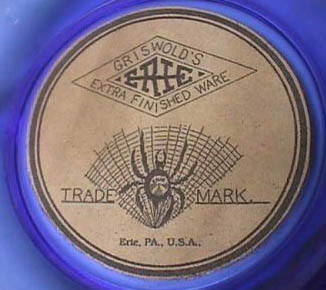 GRISWOLD'S
"ERIE"
EXTRA FINISHED WARE
TRADE MARK.
Erie, PA., U.S.A.,